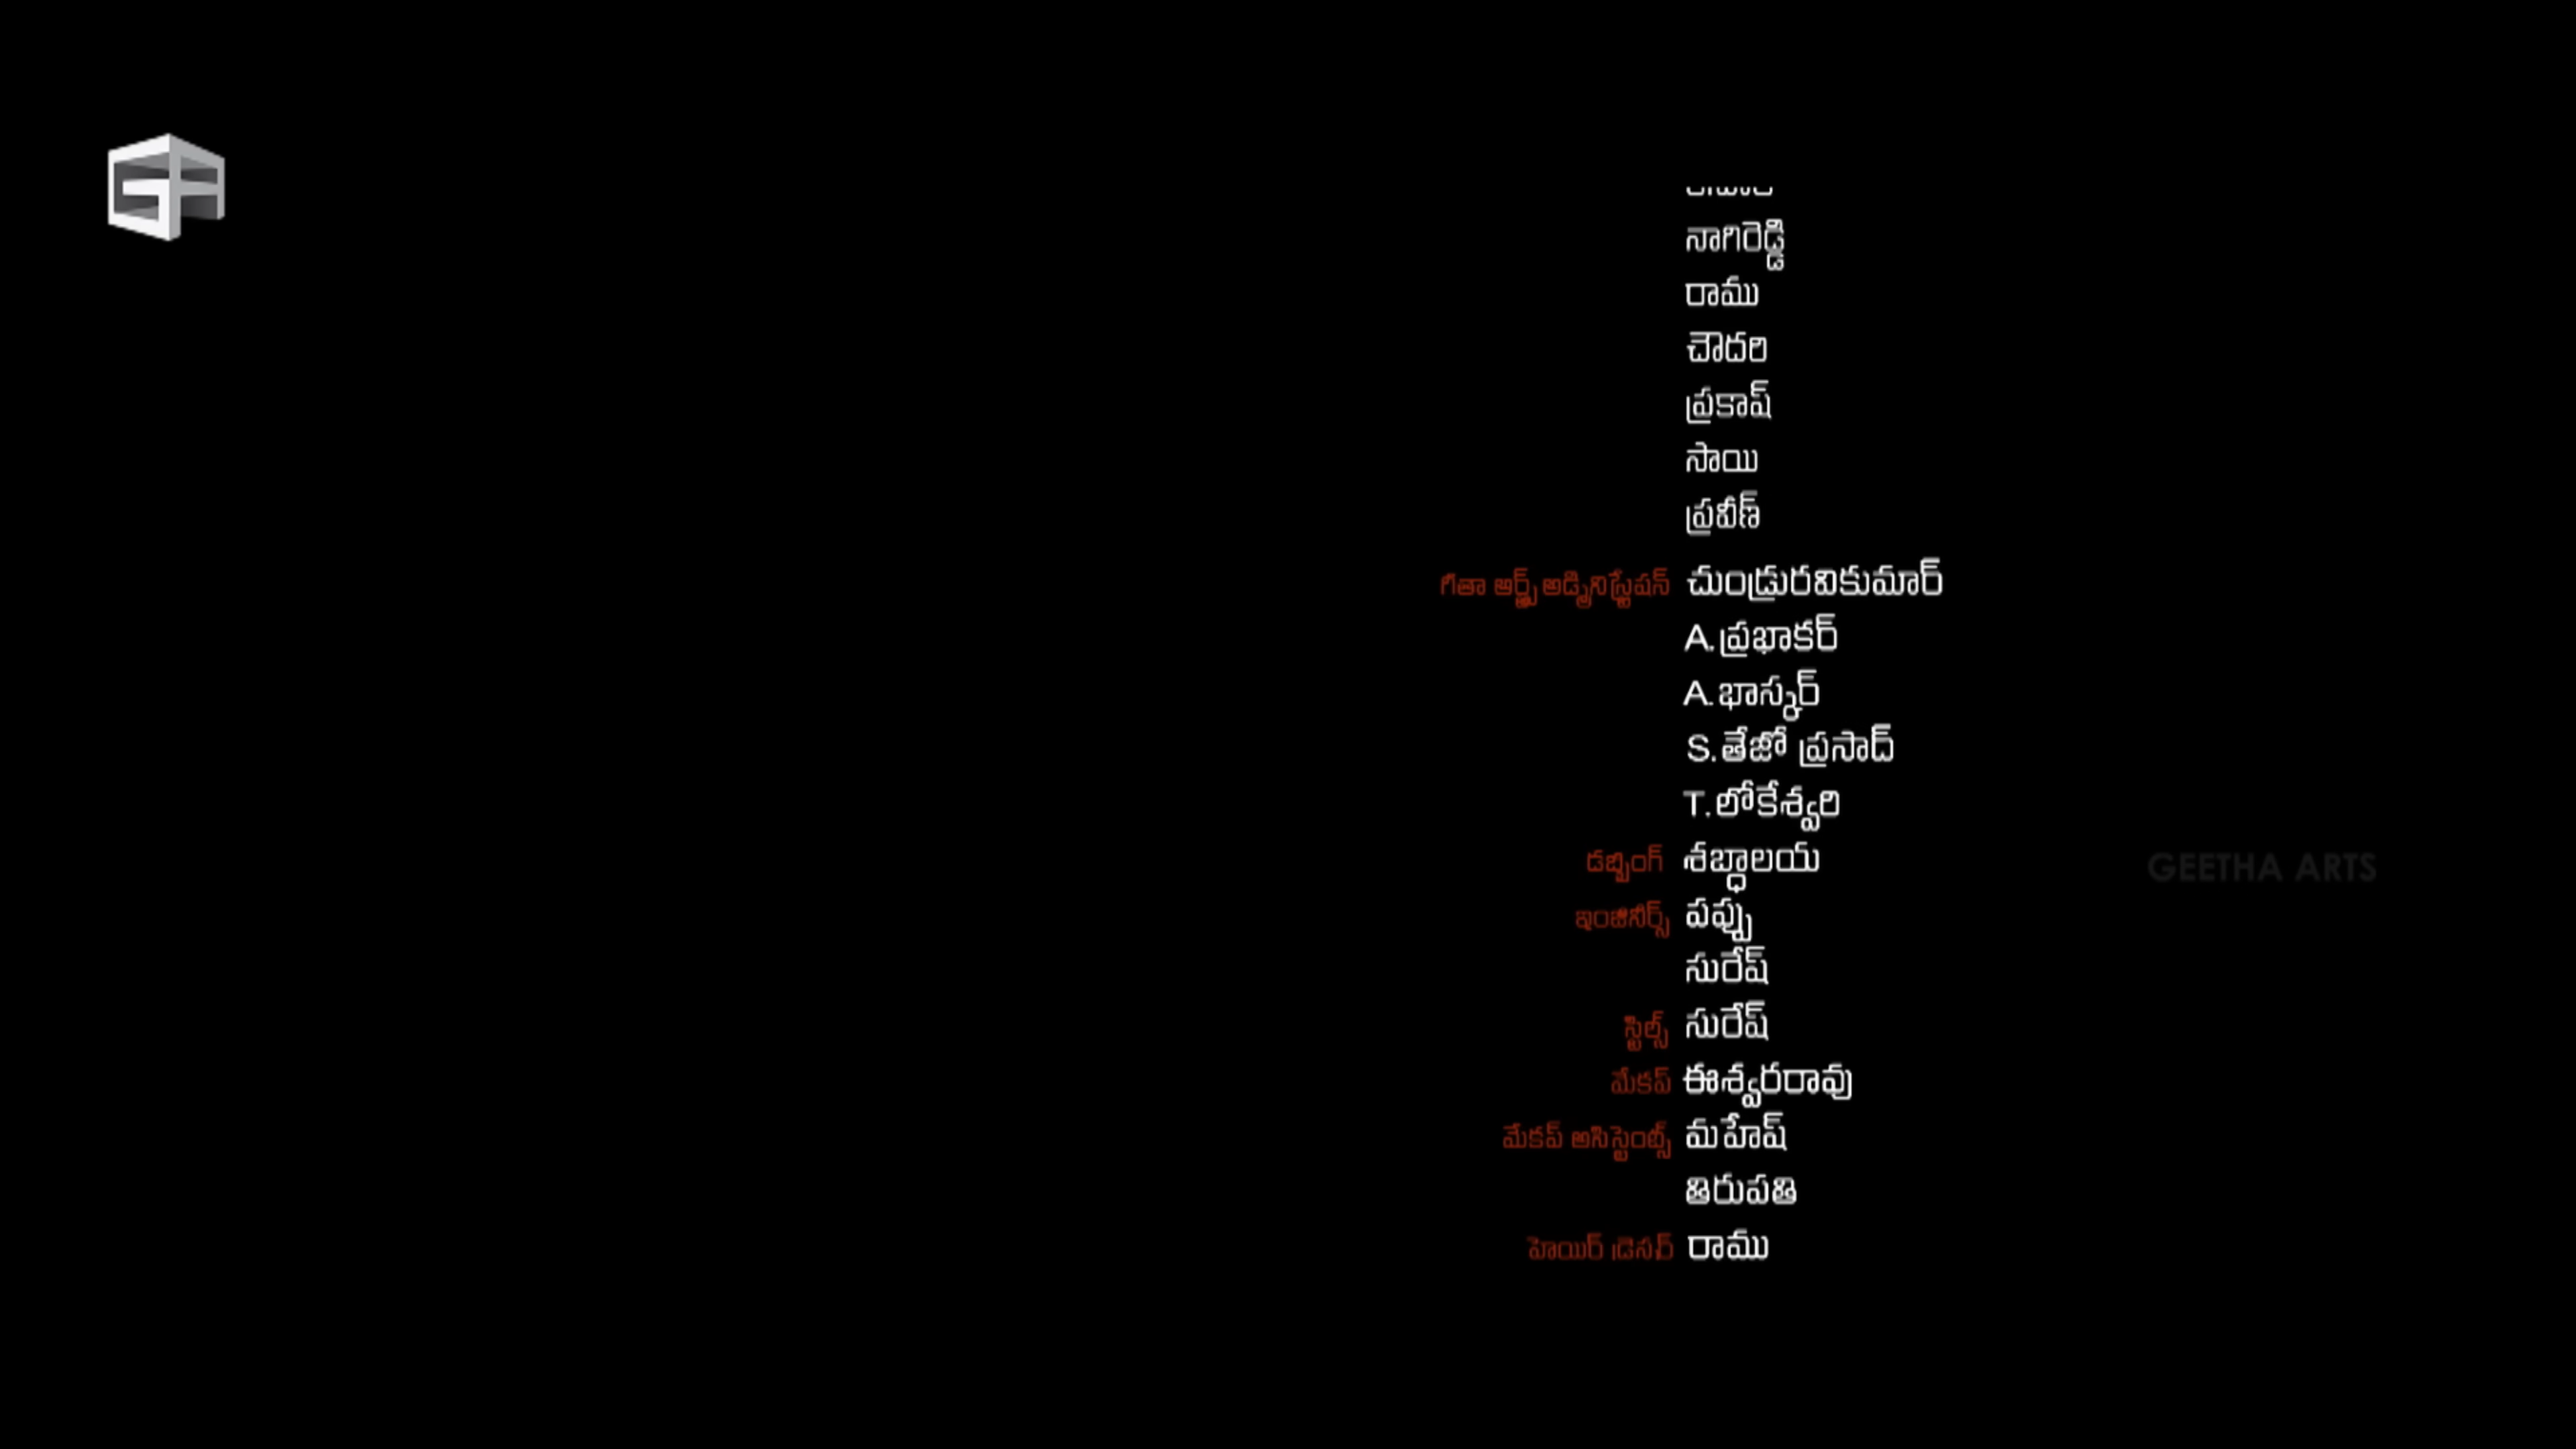 నాగిరెడ్డి
రాము
చౌదరి
ప్రకాష్
సాయి
ప్రవీణ్
గీతా ఆర్ట్స్ అడ్మినిస్ట్రేషన్ చుండ్రురవికుమార్
A. ప్రభాకర్
A. భాస్కర్
S. తేజో ప్రసాద్
T. లోకేశ్వరి
డబ్బింగ్ శబ్ధాలయ
GEETHA ARTS
ఇంజినీర్స్ పప్పు
సురేష్
స్టిల్స్ సురేష్
మేకప్ ఈశ్వరరావు
మేకప్ అసిస్టెంట్స్ మహేష్
తిరుపతి
హెయిర్ డ్రెసర్ రాము